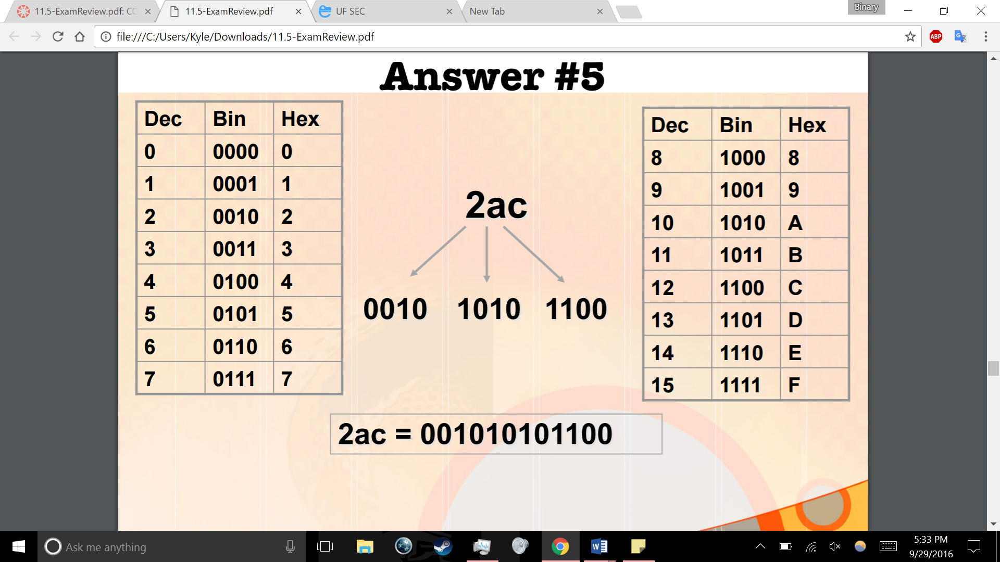 11.5-ExamReview.pdf: CC
11.5-ExamReview.pdf
UF SEC
New Tab
Binary
file:///C:/Users/Kyle/Downloads/11.5-ExamReview.pdf
ABP
Answer #5
Dec Bin Hex
0 0000 0
1 0001 1
2 0010 2
3 0011 3
4 0100 4
5 0101 5
6 0110 6
7 0111 7
2ac
0010 1010 1100
Dec Bin Hex
8 1000 8
9 1001 9
10 1010 A
11 1011 B
12 1100 C
13 1101 D
14 1110 E
15 1111 F
2ac = 001010101100
Ask me anything
5:33 PM
9/29/2016